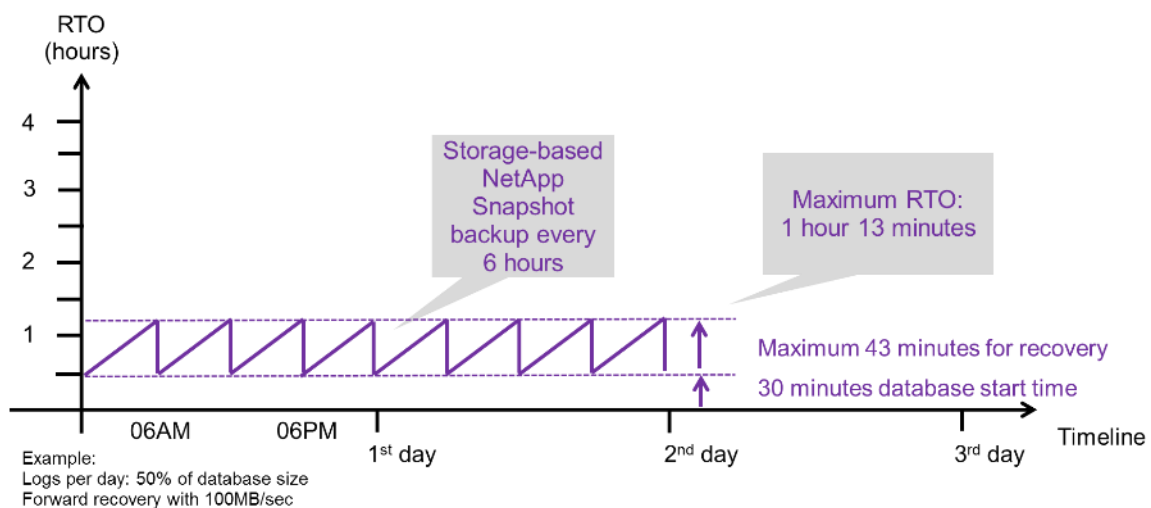 RTO
(hours)
4
3
2
1
Storage-based
NetApp
Snapshot
backup every
6 hours
Maximum RTO:
1 hour 13 minutes
Maximum 43 minutes for recovery
30 minutes database start time
06AM
06PM
1st day
2nd day
3rd day
Timeline
Example:
Logs per day: 50% of database size
Forward recovery with 100MB/sec